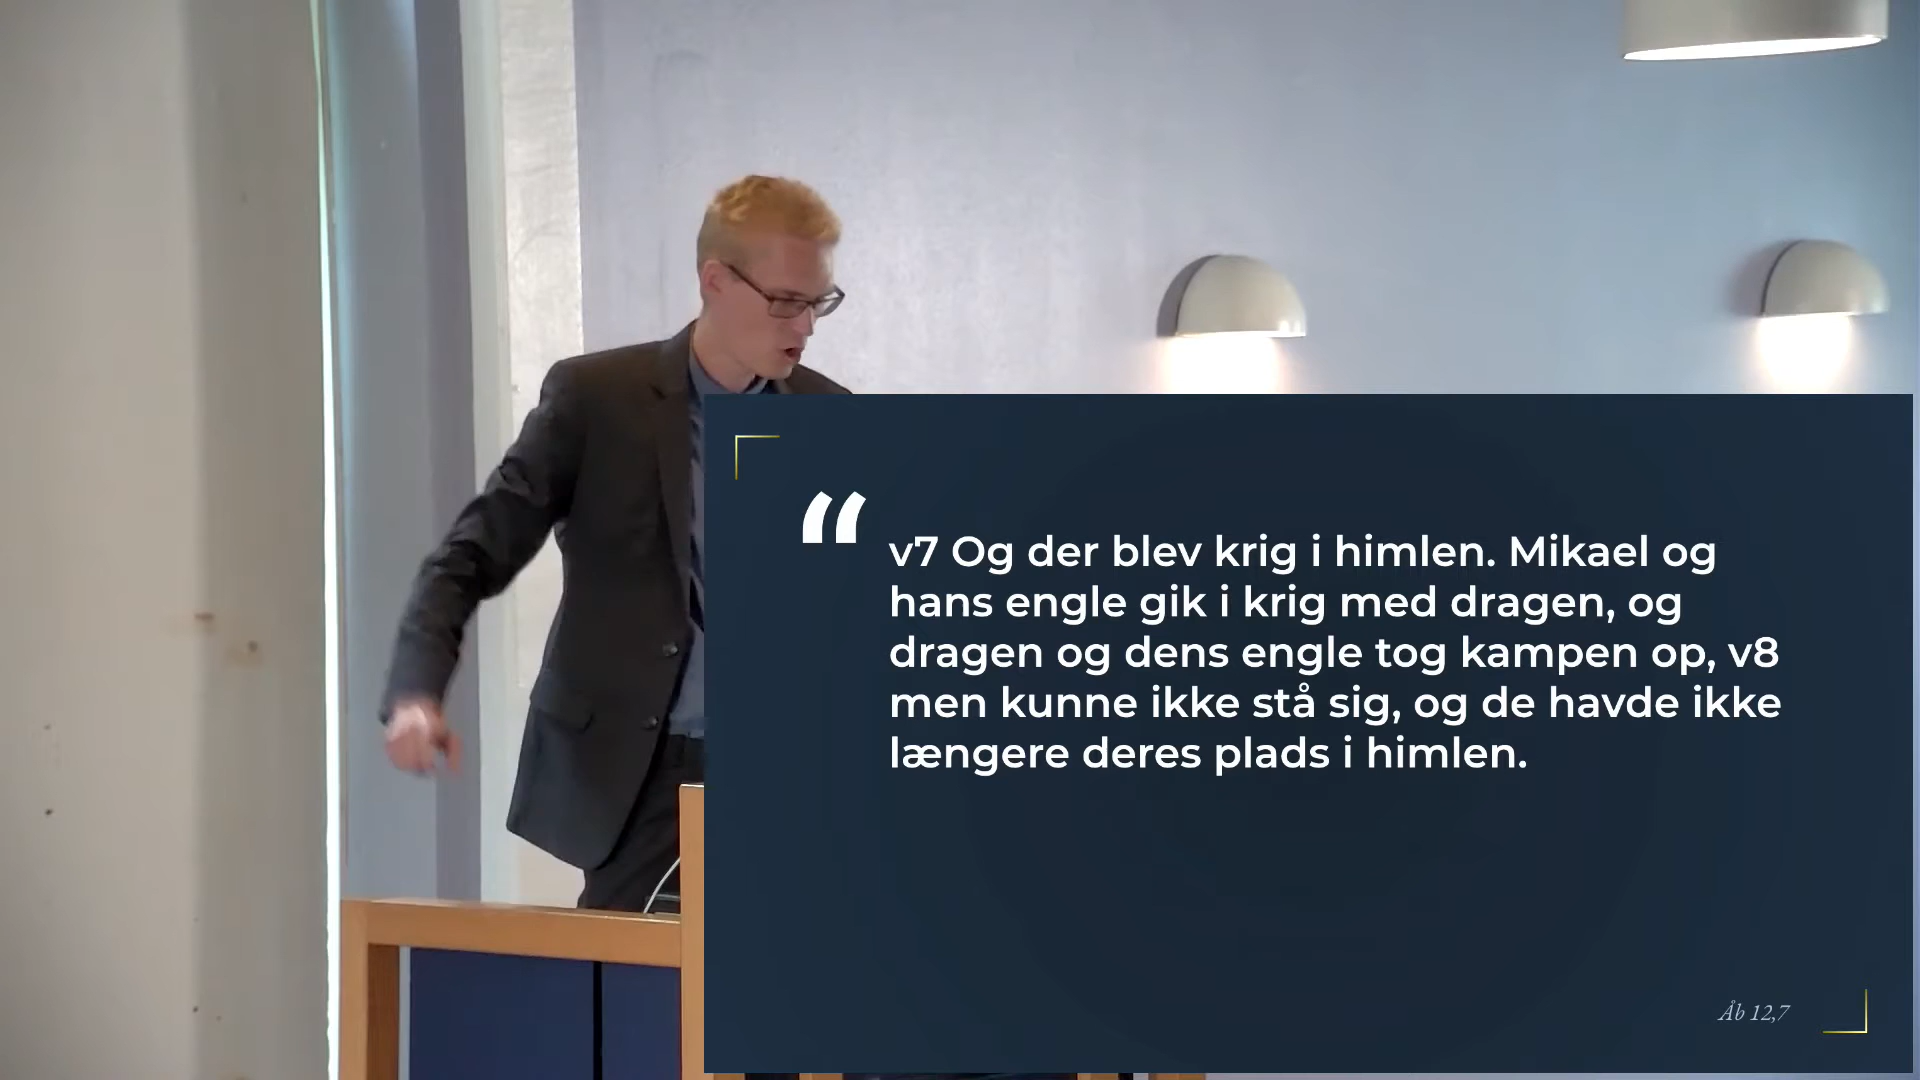 “
v7 Og der blev krig i himlen. Mikael og
hans engle gik i krig med dragen, og
dragen og dens engle tog kampen op, v8
men kunne ikke stå sig, og de havde ikke
længere deres plads i himlen.
Åb 12,7